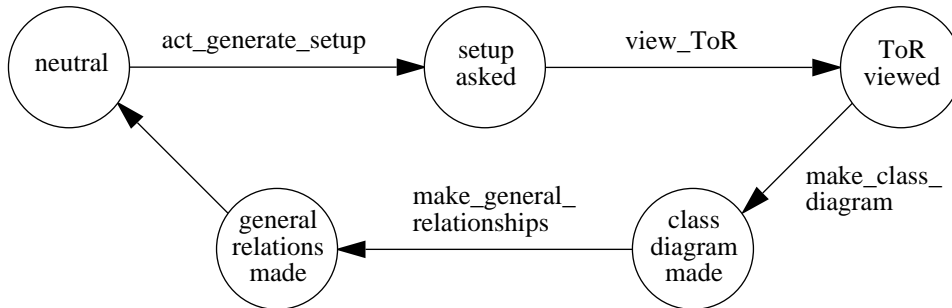 neutral
act_generate_setup
setup
asked
view_ToR
ToR
viewed
make_class_
diagram
class
diagram
made
make_general_
relationships
general
relations
made